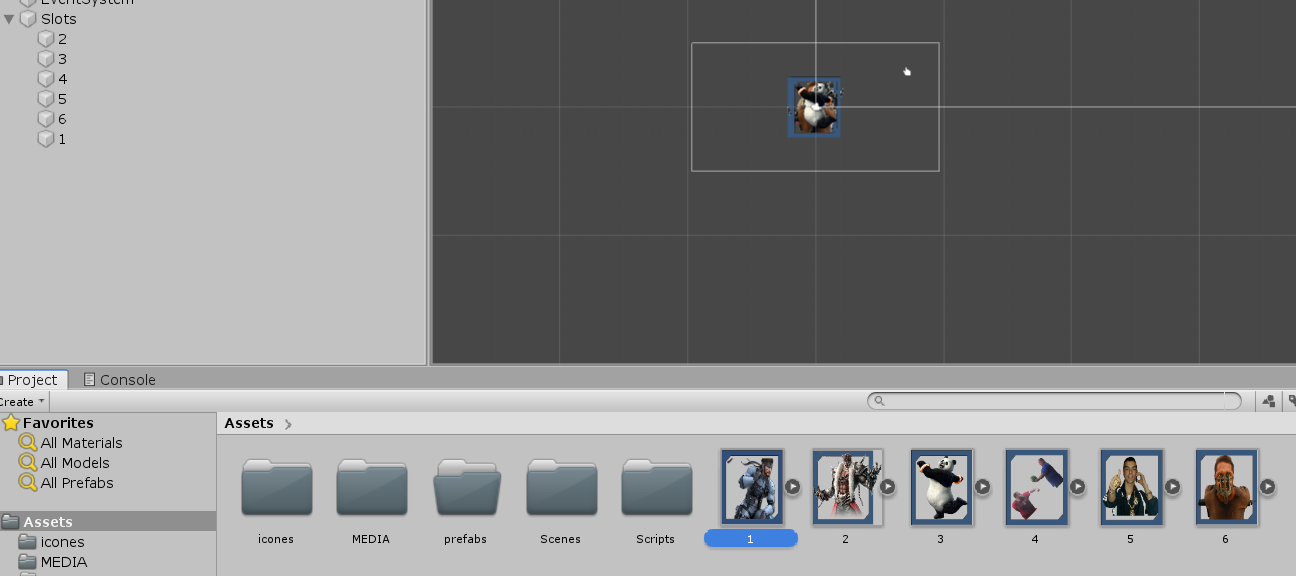 EventSystem
Slots
2
3
4
5
6
1
Project
Console
Create
Favorites
All Materials
All Models
All Prefabs
Assets
icones
MEDIA
Assets
icones
MEDIA
prefabs
Scenes
Scripts
1
2
3
4
5
6